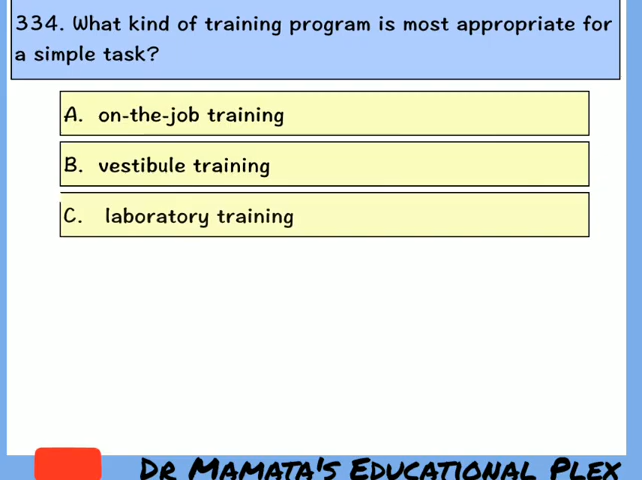 334. What kind of training program is most appropriate for
a simple task?
A. on-the-job training
B. vestibule training
C. laboratory training
Dr Mamata's Educational Plex